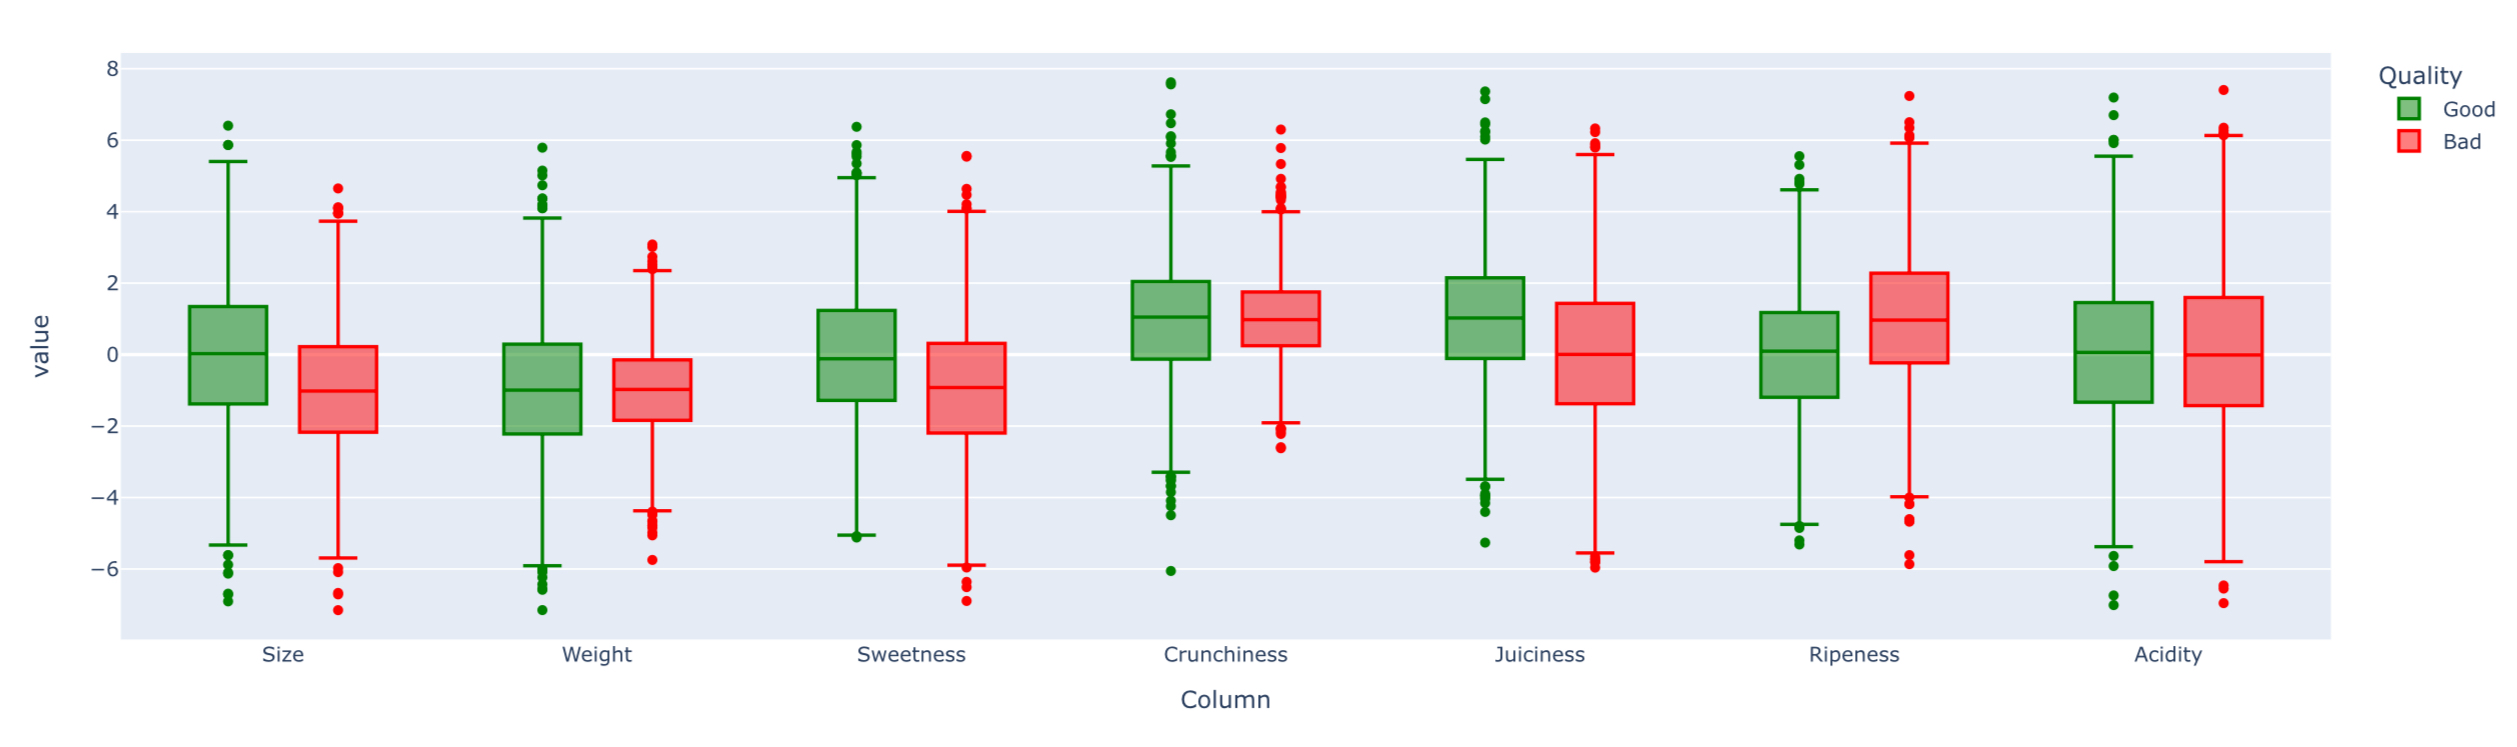 Quality
Good
Bad
value
8
6
4
2
0
−2
−4
−6
Size Weight Sweetness Crunchiness Juiciness Ripeness Acidity
Column